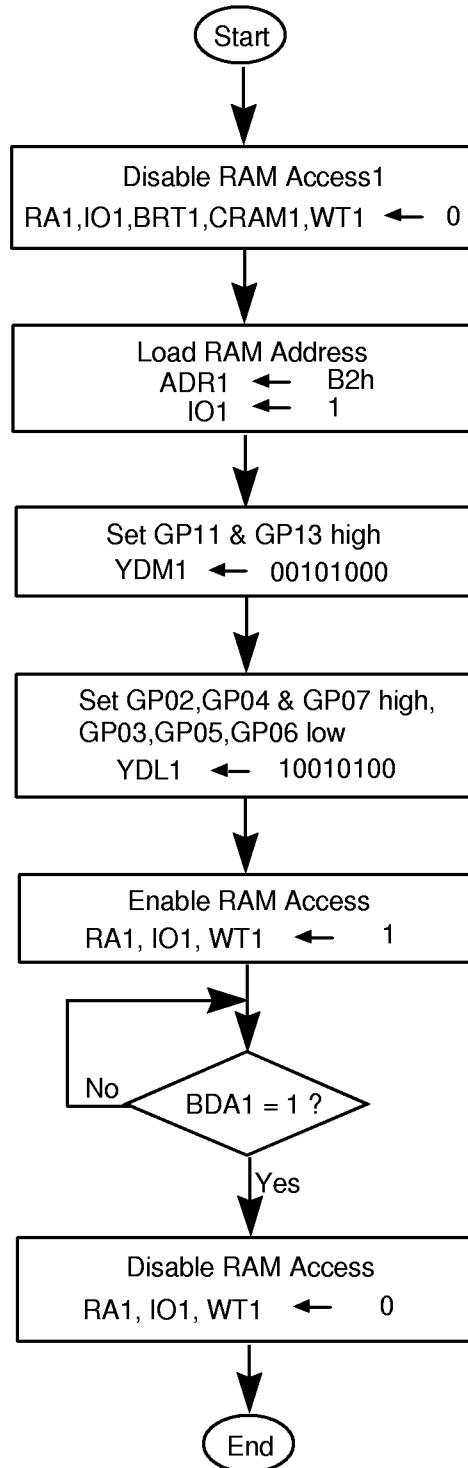 Start
Disable RAM Access1
RA1,IO1,BRT1,CRAM1,WT1 ← 0
Load RAM Address
ADR1 ← B2h
IO1 ← 1
Set GP11 & GP13 high
YDM1 ← 00101000
Set GP02,GP04 & GP07 high,
GP03,GP05,GP06 low
YDL1 ← 10010100
Enable RAM Access
RA1, IO1, WT1 ← 1
No
BDA1 = 1 ?
Yes
Disable RAM Access
RA1, IO1, WT1 ← 0
End